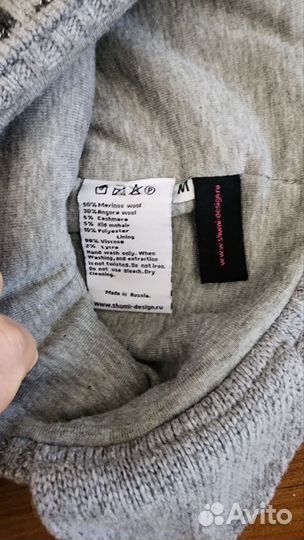 50% Merinos wool
30% Angora wool
5% Cashmere
5% Kid mohair
10% Polyester
Lining
98% Viscose
2% Lycra
Hand wash only. When
Washing, and extraction
is not twisted. Do not iron.
Do not use Bleach. Dry
Cleaning.
Made in Russia.
www.shumi-design.ru
M
www.shumi-design.ru
Avito